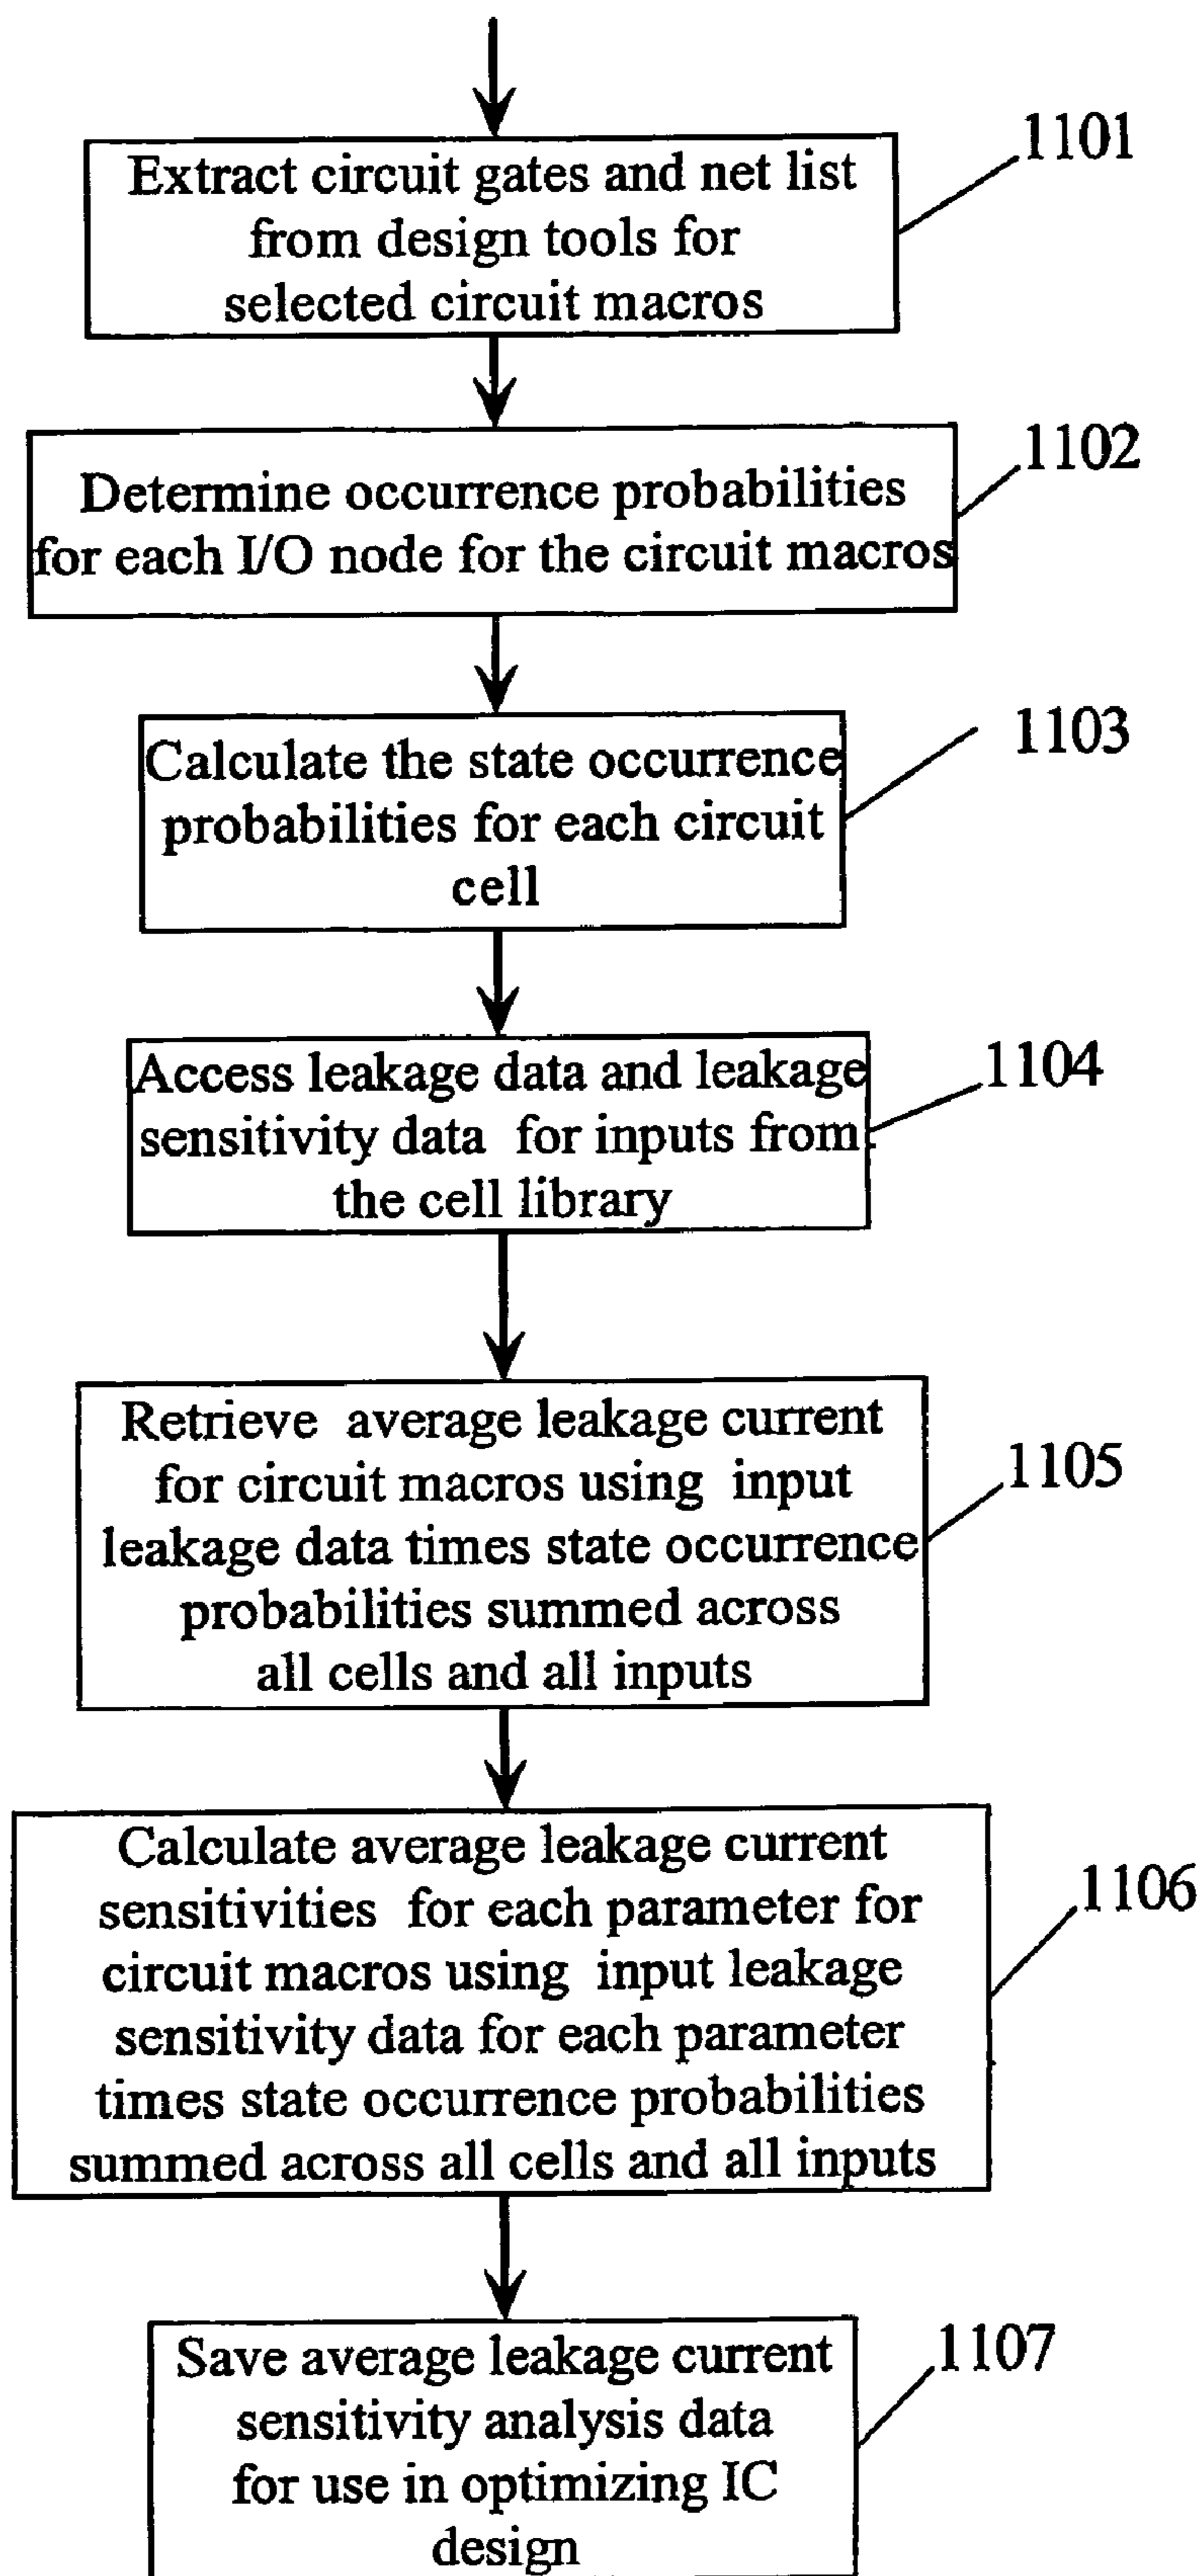 Extract circuit gates and net list
from design tools for
selected circuit macros
1101
Determine occurrence probabilities
for each I/O node for the circuit macros
1102
Calculate the state occurrence
probabilities for each circuit
cell
1103
Access leakage data and leakage
sensitivity data for inputs from
the cell library
1104
Retrieve average leakage current
for circuit macros using input
leakage data times state occurrence
probabilities summed across
all cells and all inputs
1105
Calculate average leakage current
sensitivities for each parameter for
circuit macros using input leakage
sensitivity data for each parameter
times state occurrence probabilities
summed across all cells and all inputs
1106
Save average leakage current
sensitivity analysis data
for use in optimizing IC
design
1107